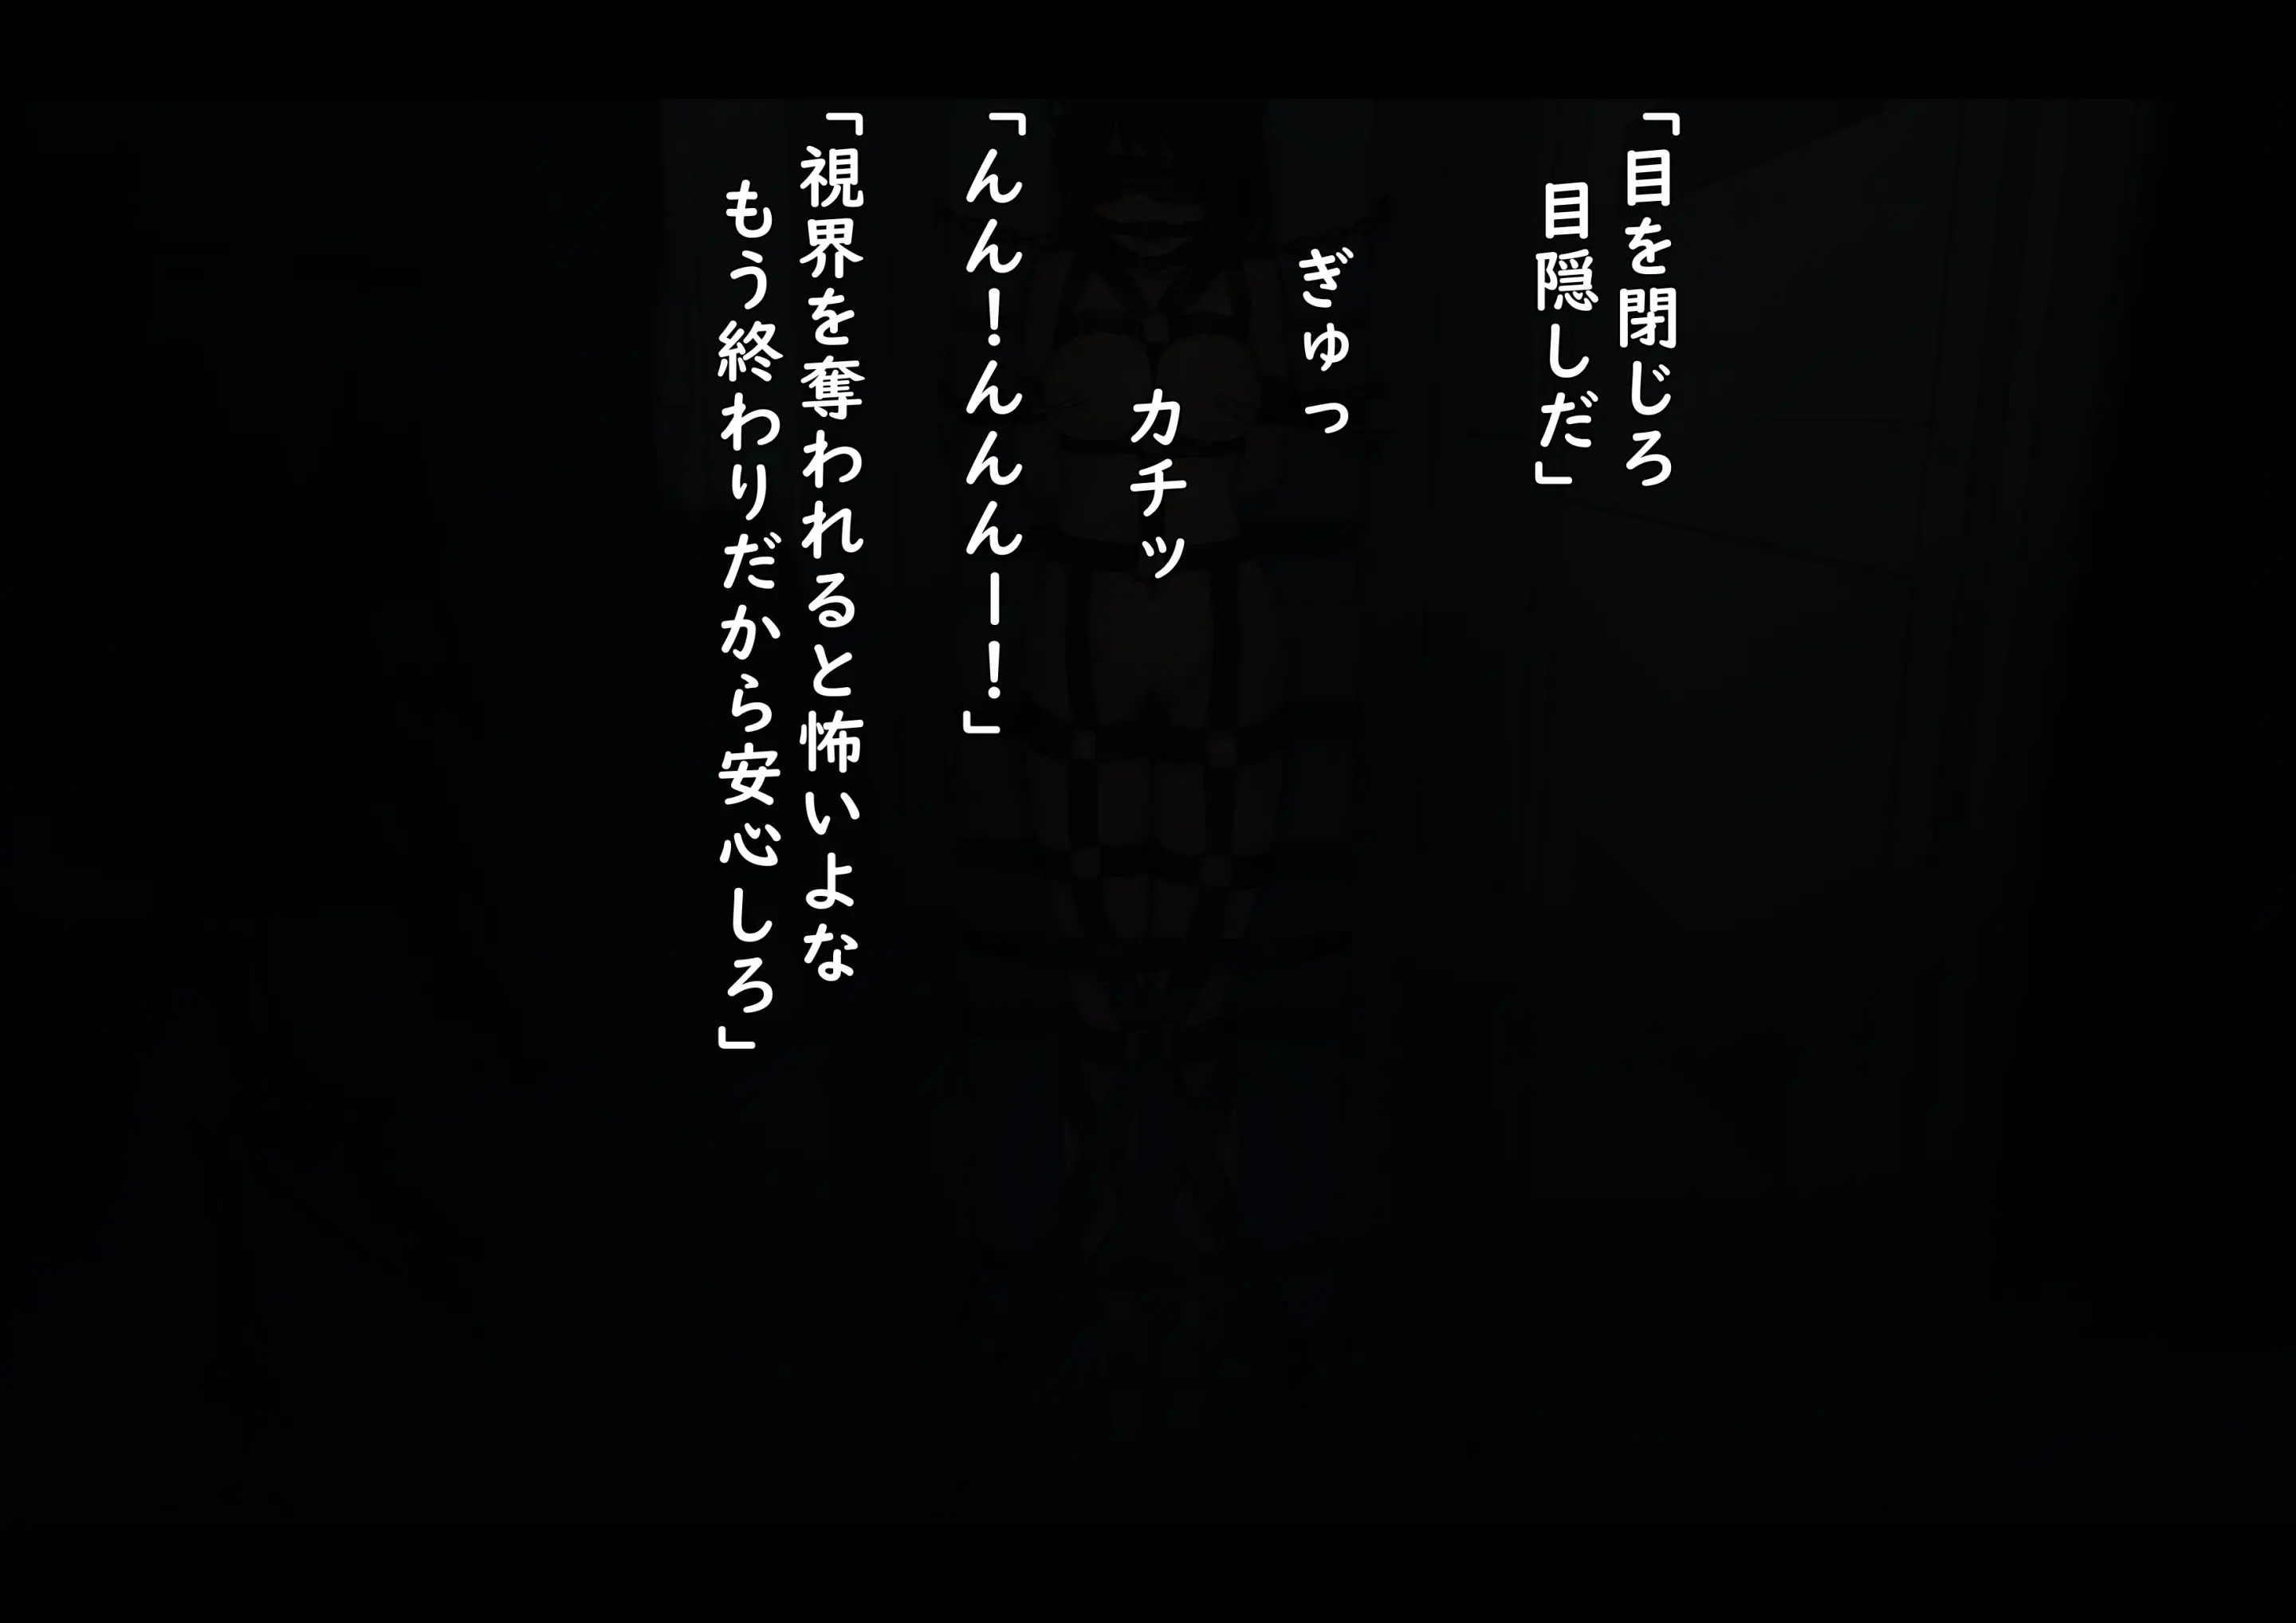 「目を閉じろ
目隠しだ」
ぎゅっ
カチッ
「んん！んんんー！」
「視界を奪われると怖いよな
もう終わりだから安心しろ」